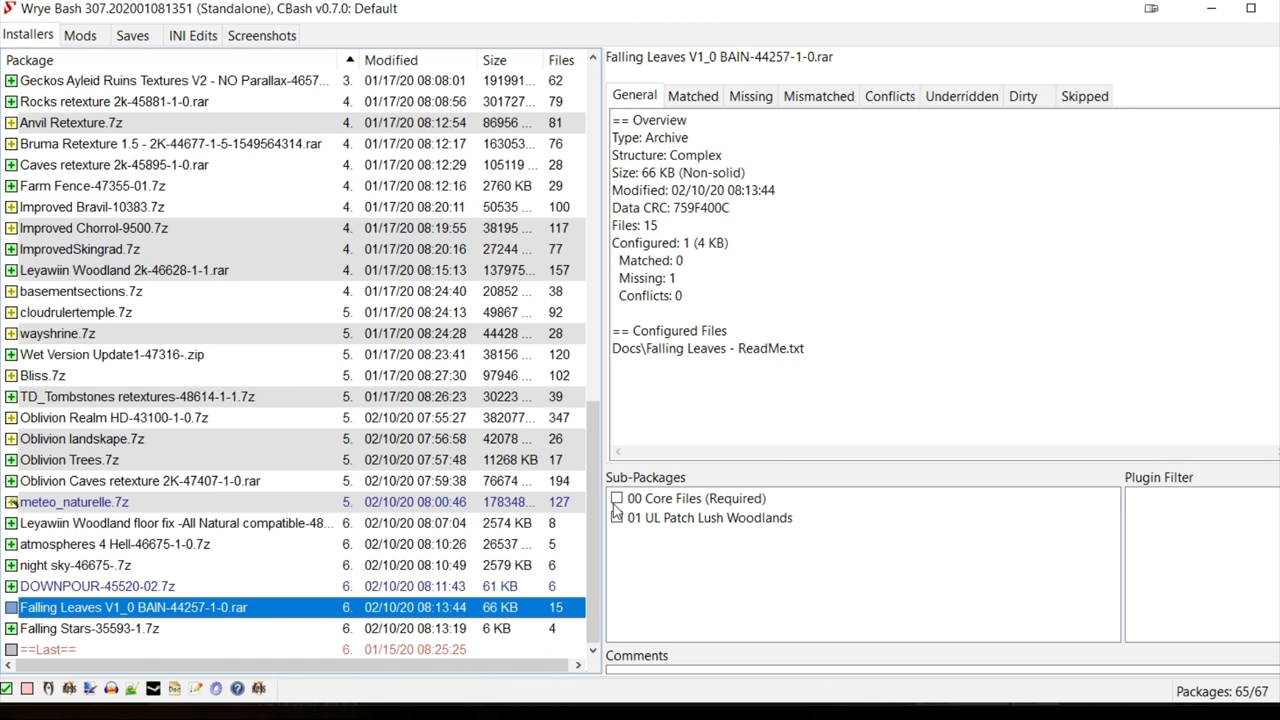 Wrye Bash 307.202001081351 (Standalone), CBash v0.7.0: Default
Installers Mods Saves INI Edits Screenshots
Package Modified Size Files
Geckos Ayleid Ruins Textures V2 - NO Parallax-4657... 3. 01/17/20 08:08:01 191991... 62
Rocks retexture 2k-45881-1-0.rar 4. 01/17/20 08:08:56 301727... 79
Anvil Retexture.7z 4. 01/17/20 08:12:54 86956 ... 81
Bruma Retexture 1.5 - 2K-44677-1-5-1549564314.rar 4. 01/17/20 08:12:17 163053... 76
Caves retexture 2k-45895-1-0.rar 4. 01/17/20 08:12:29 105119 ... 28
Farm Fence-47355-01.7z 4. 01/17/20 08:12:16 2760 KB 29
Improved Bravil-10383.7z 4. 01/17/20 08:20:11 50535 ... 100
Improved Chorrol-9500.7z 4. 01/17/20 08:19:55 38195 ... 117
ImprovedSkingrad.7z 4. 01/17/20 08:20:16 27244 ... 77
Leyawiin Woodland 2k-46628-1-1.rar 4. 01/17/20 08:15:13 137975... 157
basementsections.7z 4. 01/17/20 08:24:40 20852 ... 38
cloudrulertemple.7z 5. 01/17/20 08:24:13 49867 ... 92
wayshrine.7z 5. 01/17/20 08:24:28 44428 ... 28
Wet Version Update1-47316-.zip 5. 01/17/20 08:23:41 38156 ... 120
Bliss.7z 5. 01/17/20 08:27:30 97946 ... 102
TD_Tombstones retextures-48614-1-1.7z 5. 01/17/20 08:26:23 30223 ... 39
Oblivion Realm HD-43100-1-0.7z 5. 02/10/20 07:55:27 382077... 347
Oblivion landskape.7z 5. 02/10/20 07:56:58 42078 ... 26
Oblivion Trees.7z 5. 02/10/20 07:57:48 11268 KB 17
Oblivion Caves retexture 2K-47407-1-0.rar 5. 02/10/20 07:59:38 76674 ... 194
meteo_naturelle.7z 5. 02/10/20 08:00:46 178348... 127
Leyawiin Woodland floor fix -All Natural compatible-48... 6. 02/10/20 08:07:04 2574 KB 8
atmospheres 4 Hell-46675-1-0.7z 6. 02/10/20 08:10:26 26537 ... 5
night sky-46675-.7z 6. 02/10/20 08:10:49 2579 KB 6
DOWNPOUR-45520-02.7z 6. 02/10/20 08:11:43 61 KB 6
Falling Leaves V1_0 BAIN-44257-1-0.rar 6. 02/10/20 08:13:44 66 KB 15
Falling Stars-35593-1.7z 6. 02/10/20 08:13:19 6 KB 4
==Last== 6. 01/15/20 08:25:25
Falling Leaves V1_0 BAIN-44257-1-0.rar
General Matched Missing Mismatched Conflicts Underridden Dirty Skipped
== Overview
Type: Archive
Structure: Complex
Size: 66 KB (Non-solid)
Modified: 02/10/20 08:13:44
Data CRC: 759F400C
Files: 15
Configured: 1 (4 KB)
Matched: 0
Missing: 1
Conflicts: 0
== Configured Files
Docs\Falling Leaves - ReadMe.txt
Sub-Packages Plugin Filter
00 Core Files (Required)
01 UL Patch Lush Woodlands
Comments
Packages: 65/67